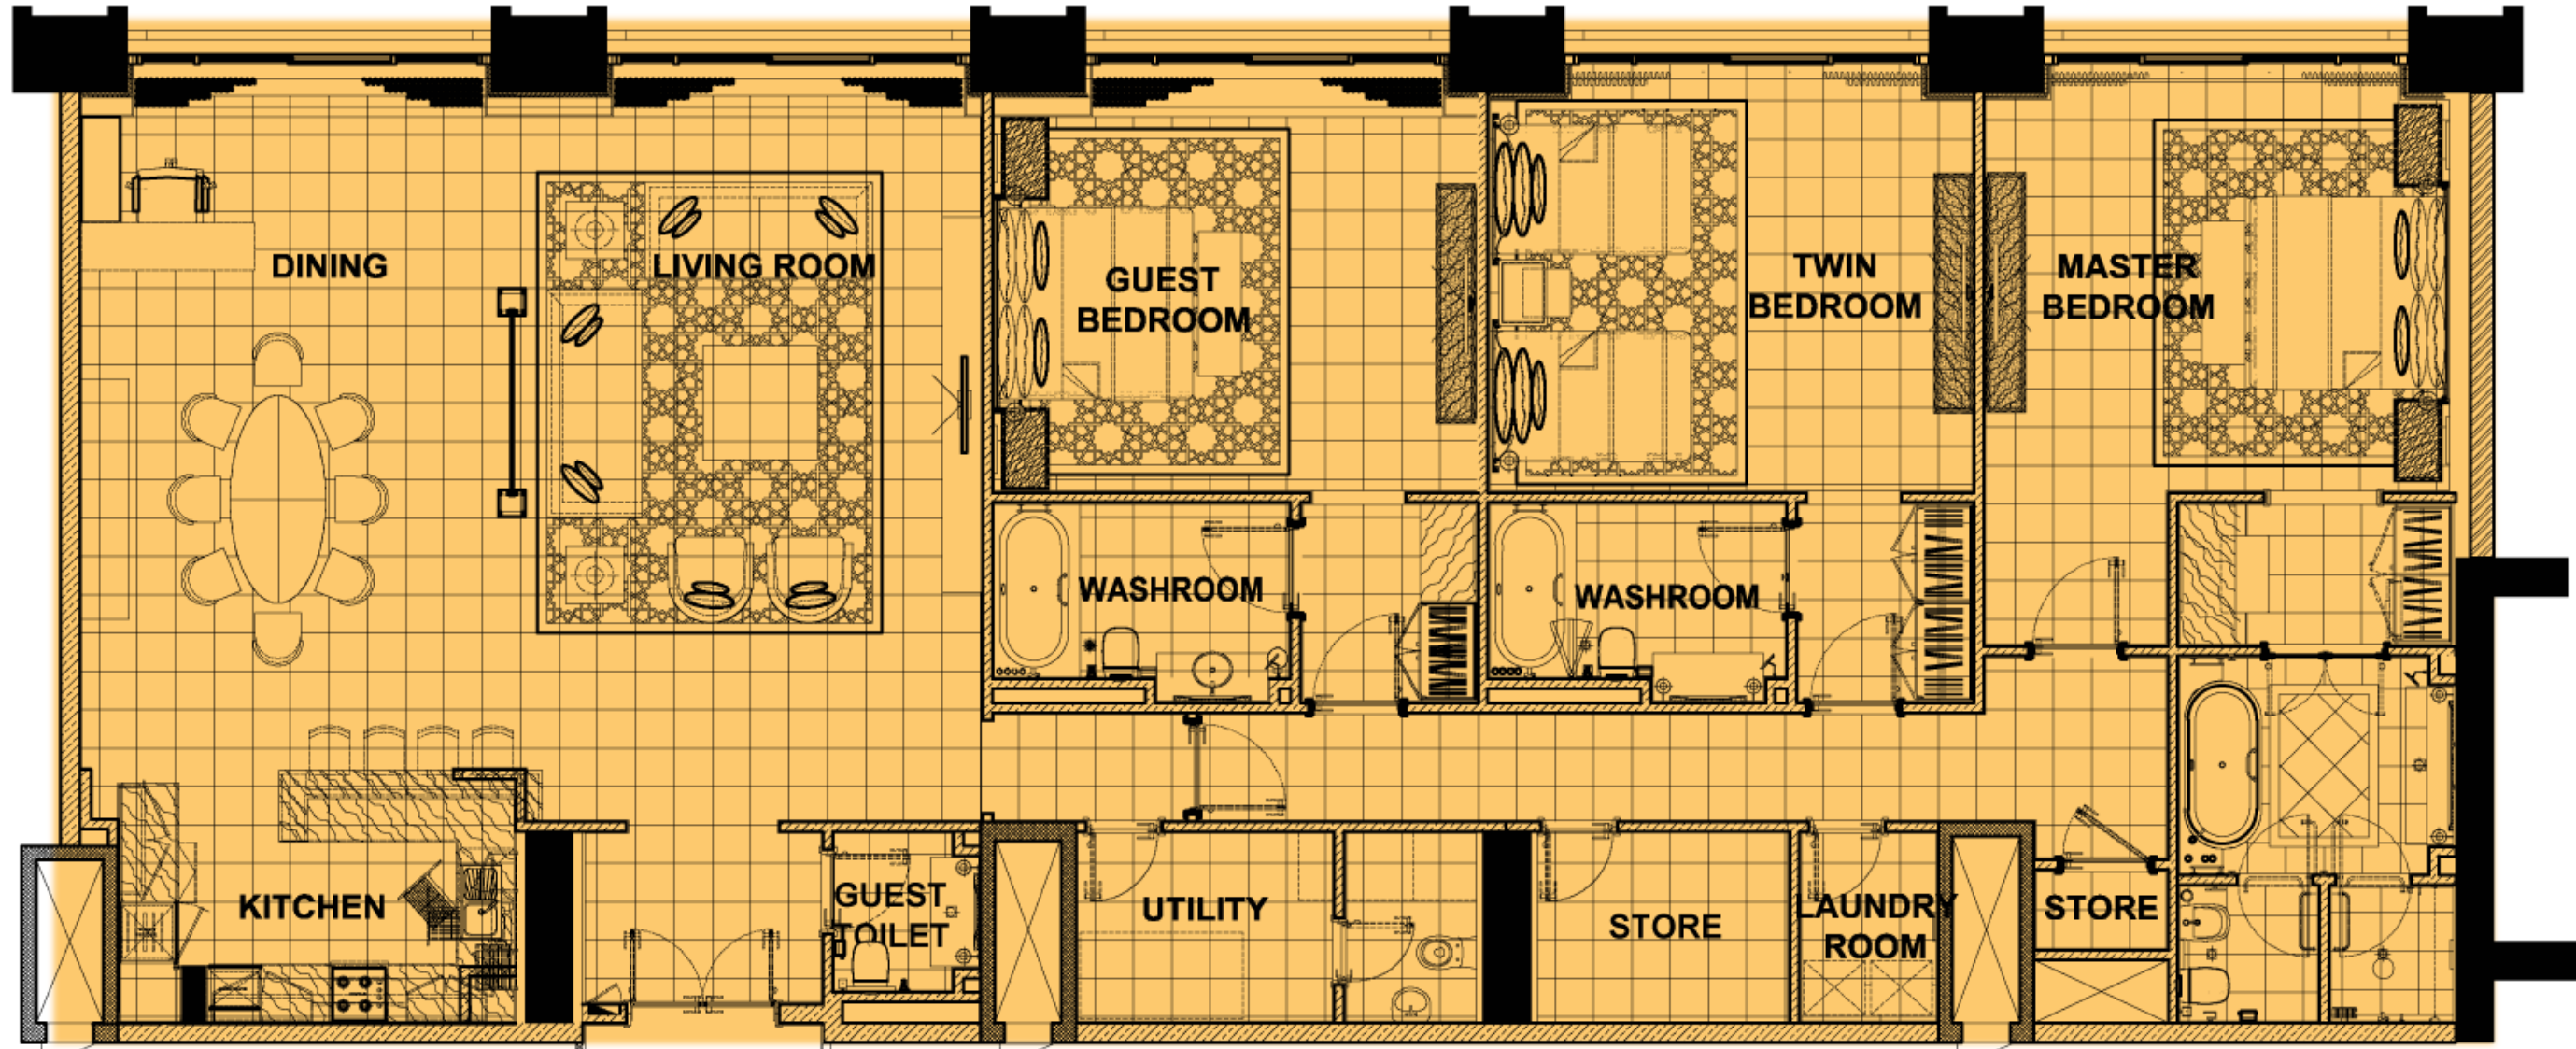 DINING
LIVING ROOM
GUEST
BEDROOM
TWIN
BEDROOM
MASTER
BEDROOM
WASHROOM
WASHROOM
KITCHEN
GUEST
TOILET
UTILITY
STORE
LAUNDRY
ROOM
STORE